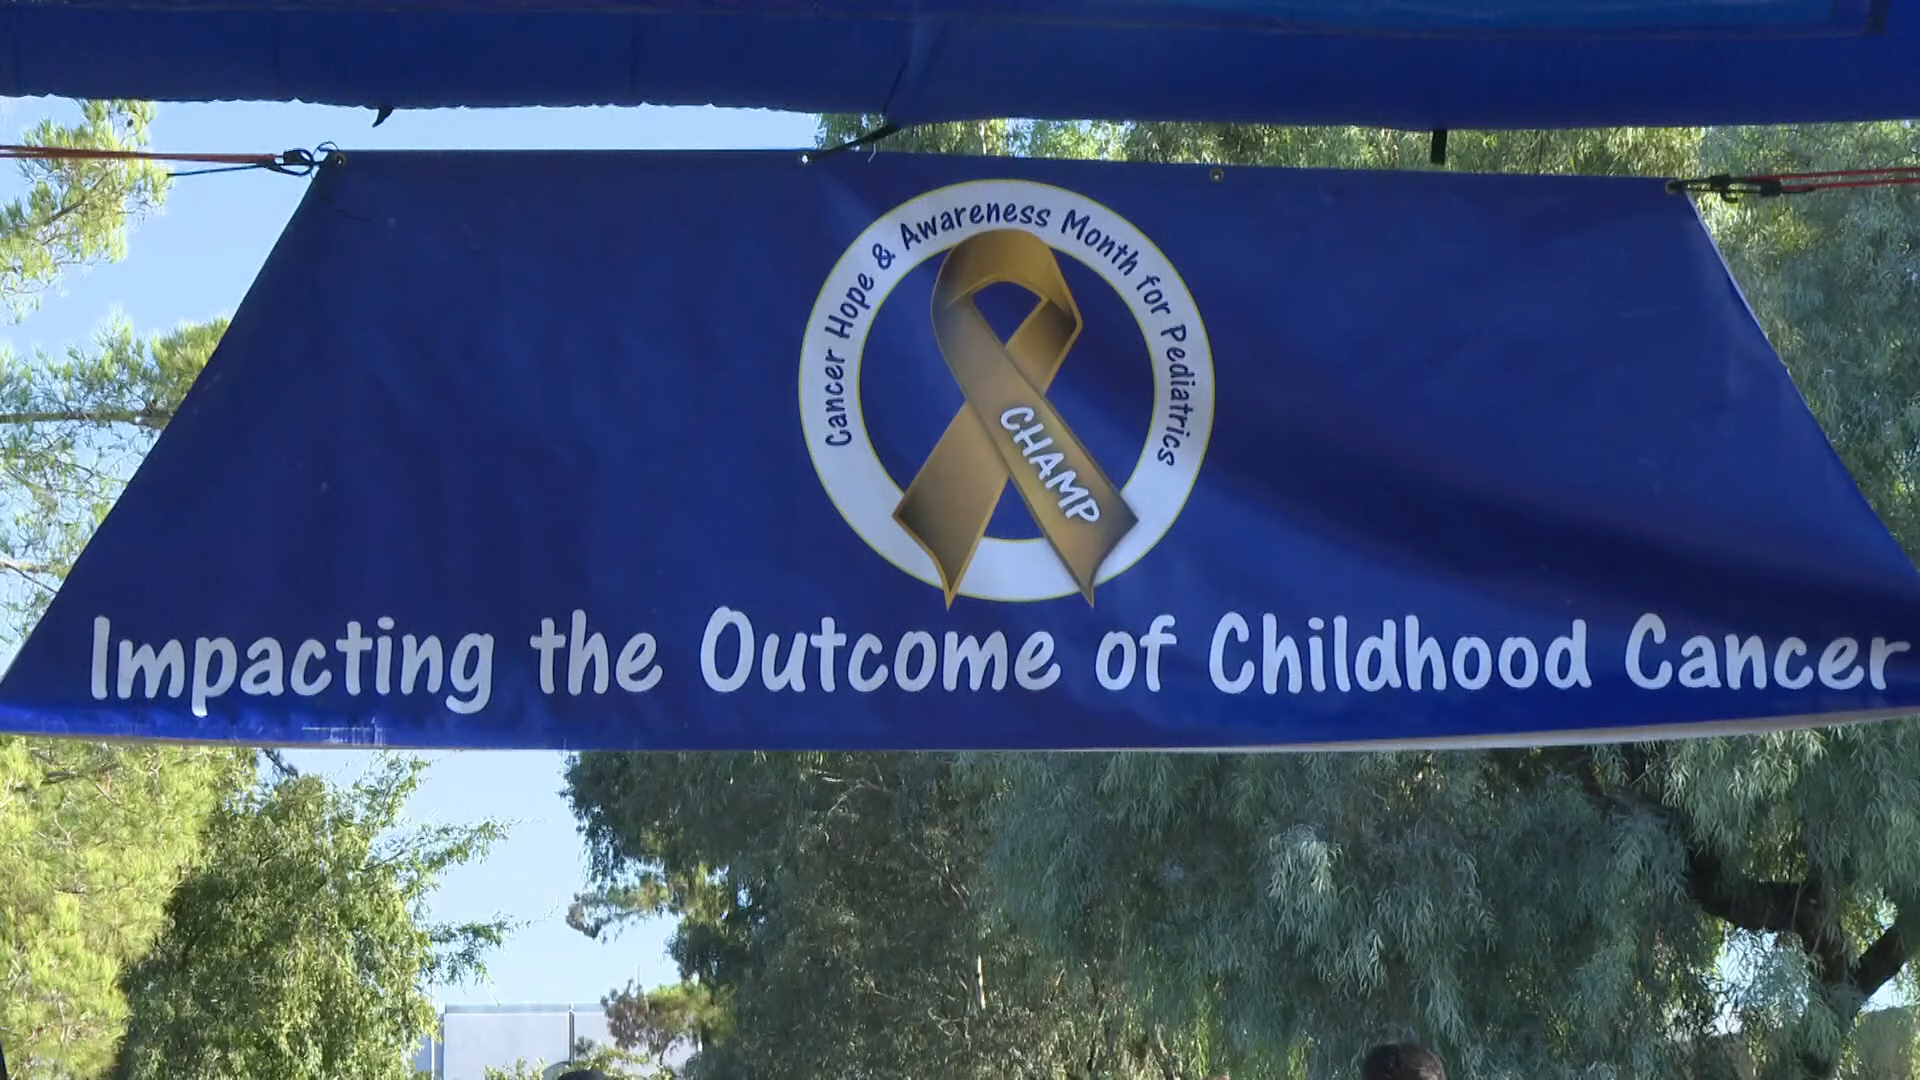 Cancer Hope & Awareness Month for Pediatrics
CHAMP
Impacting the Outcome of Childhood Cancer